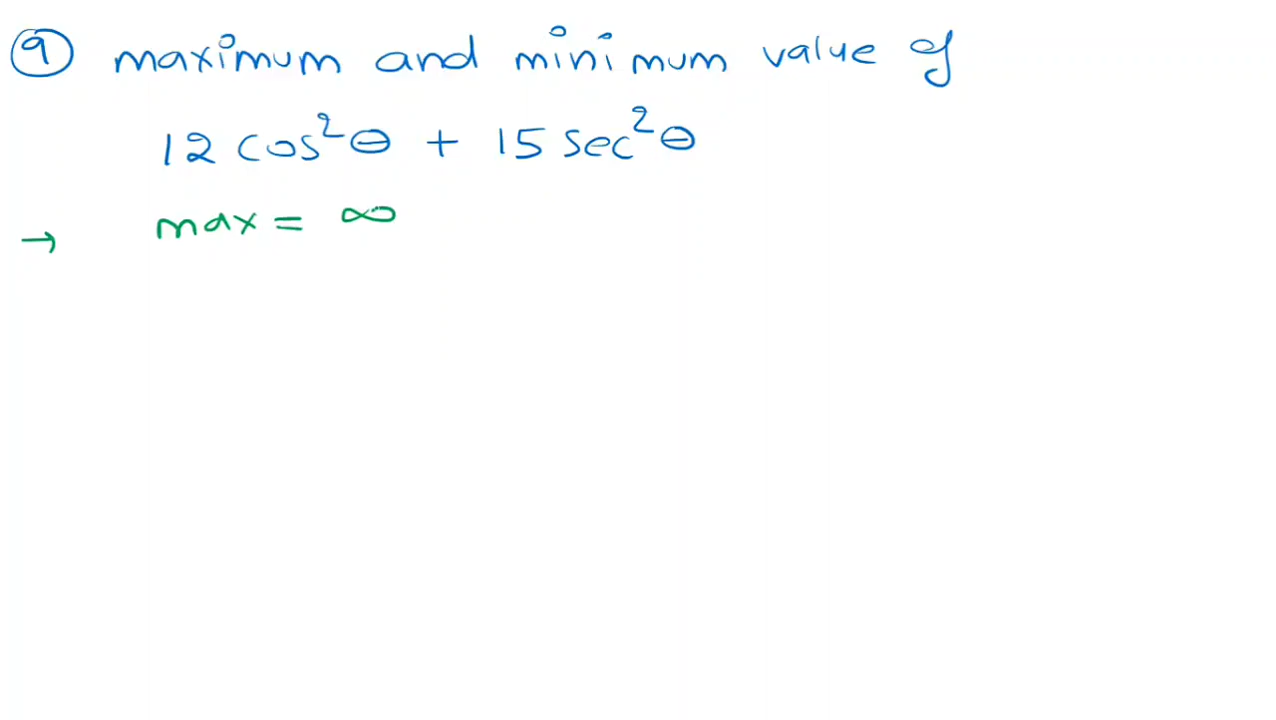 9 maximum and minimum value of
12 cos²θ + 15 sec²θ
→ max = ∞